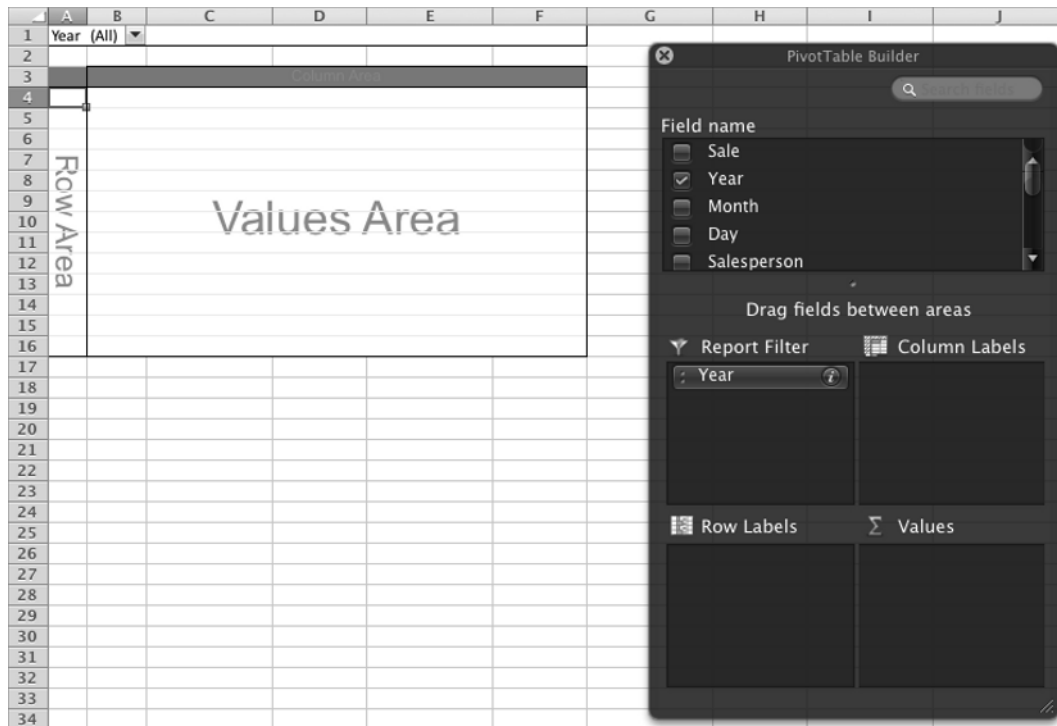 A B C D E F G H I J
1 Year (All)
2
3 Column Area
4
5
6
7
8
9
10
11
12
13
14
15
16
17
18
19
20
21
22
23
24
25
26
27
28
29
30
31
32
33
34
Row Area
Values Area
PivotTable Builder
Search fields
Field name
Sale
Year
Month
Day
Salesperson
Drag fields between areas
Report Filter
Column Labels
Year
Row Labels
Σ Values